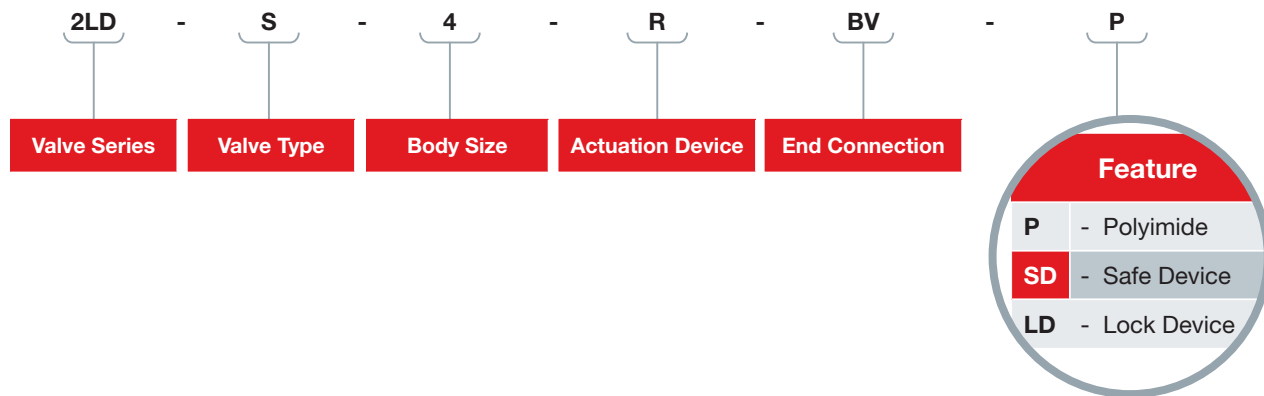 2LD - S - 4 - R - BV - P
Valve Series Valve Type Body Size Actuation Device End Connection
Feature
P - Polyimide
SD - Safe Device
LD - Lock Device